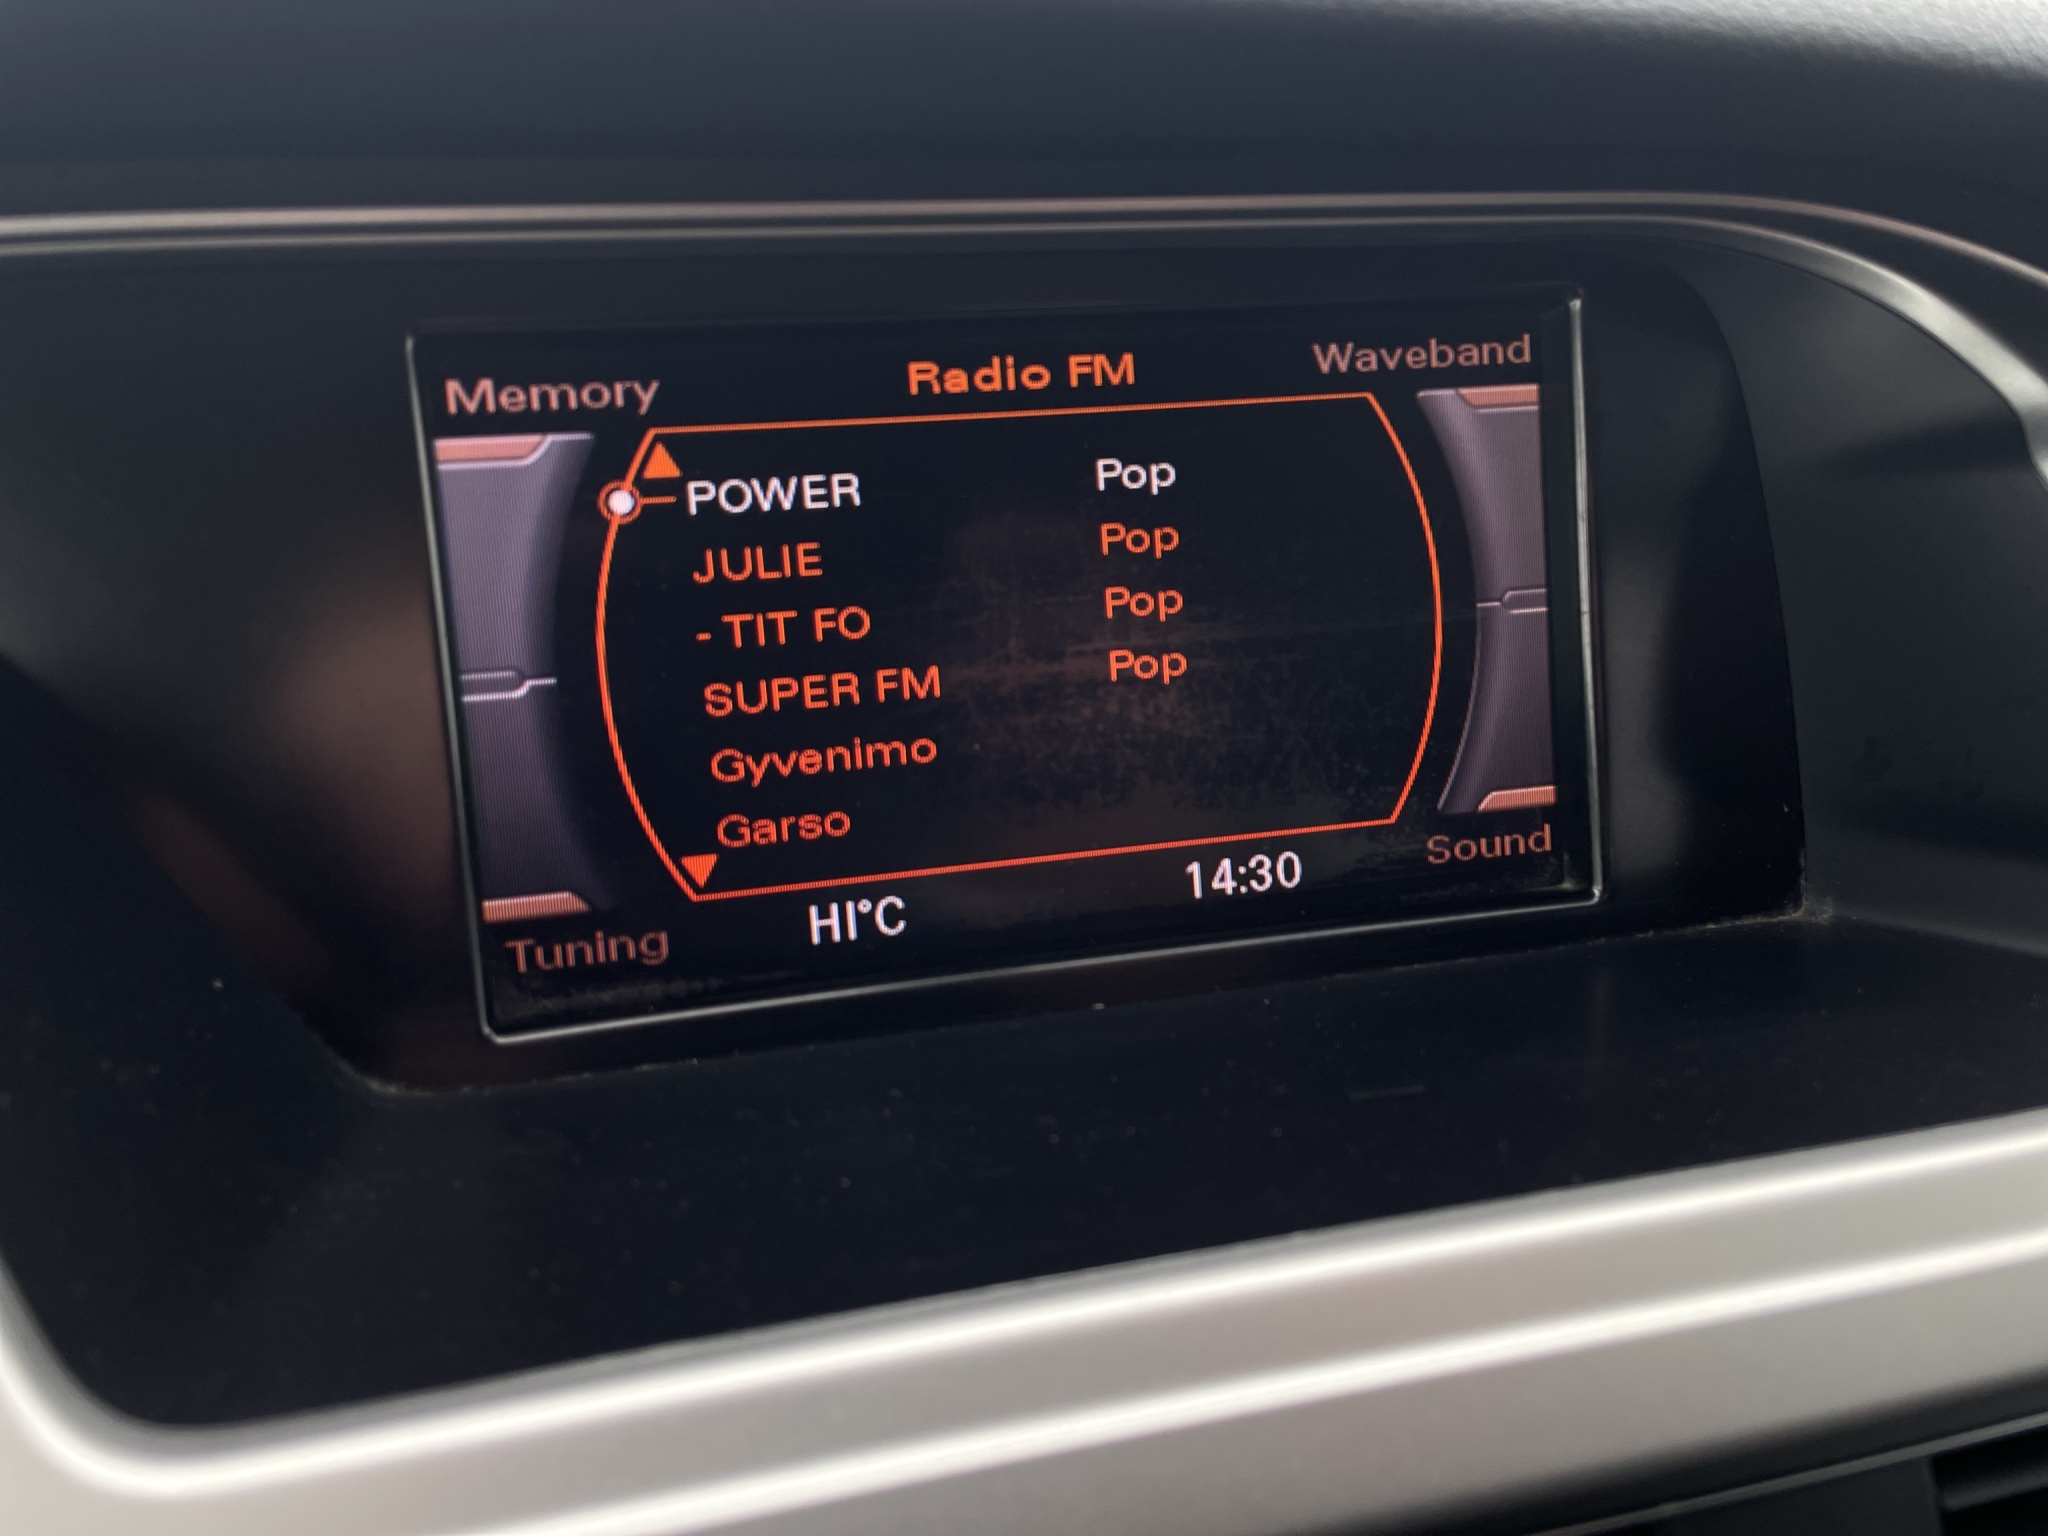 Memory Radio FM Waveband
POWER Pop
JULIE Pop
- TIT FO Pop
SUPER FM Pop
Gyvenimo
Garso
Tuning HI°C 14:30 Sound